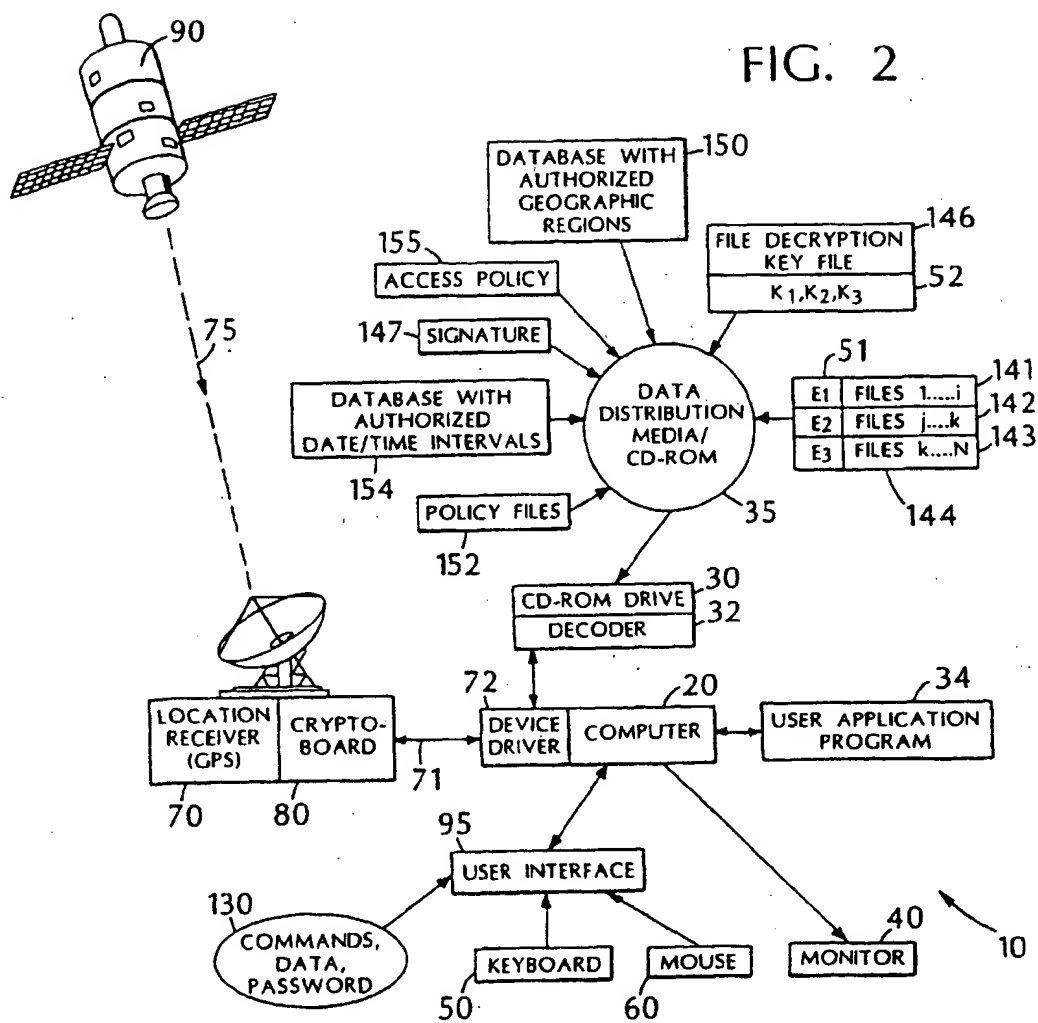 FIG. 2
90
150
DATABASE WITH
AUTHORIZED
GEOGRAPHIC
REGIONS
146
FILE DECRYPTION
KEY FILE
52
K1,K2,K3
155
ACCESS POLICY
147
SIGNATURE
75
DATABASE WITH
AUTHORIZED
DATE/TIME INTERVALS
154
DATA
DISTRIBUTION
MEDIA/
CD-ROM
35
51
E1 FILES 1.....i 141
E2 FILES j....k 142
E3 FILES k....N 143
144
POLICY FILES
152
30
CD-ROM DRIVE
32
DECODER
72
20
34
LOCATION
RECEIVER
(GPS)
70
CRYPTO-
BOARD
80
71
DEVICE
DRIVER
COMPUTER
USER APPLICATION
PROGRAM
95
USER INTERFACE
130
COMMANDS,
DATA,
PASSWORD
KEYBOARD
50
MOUSE
60
40
MONITOR
10